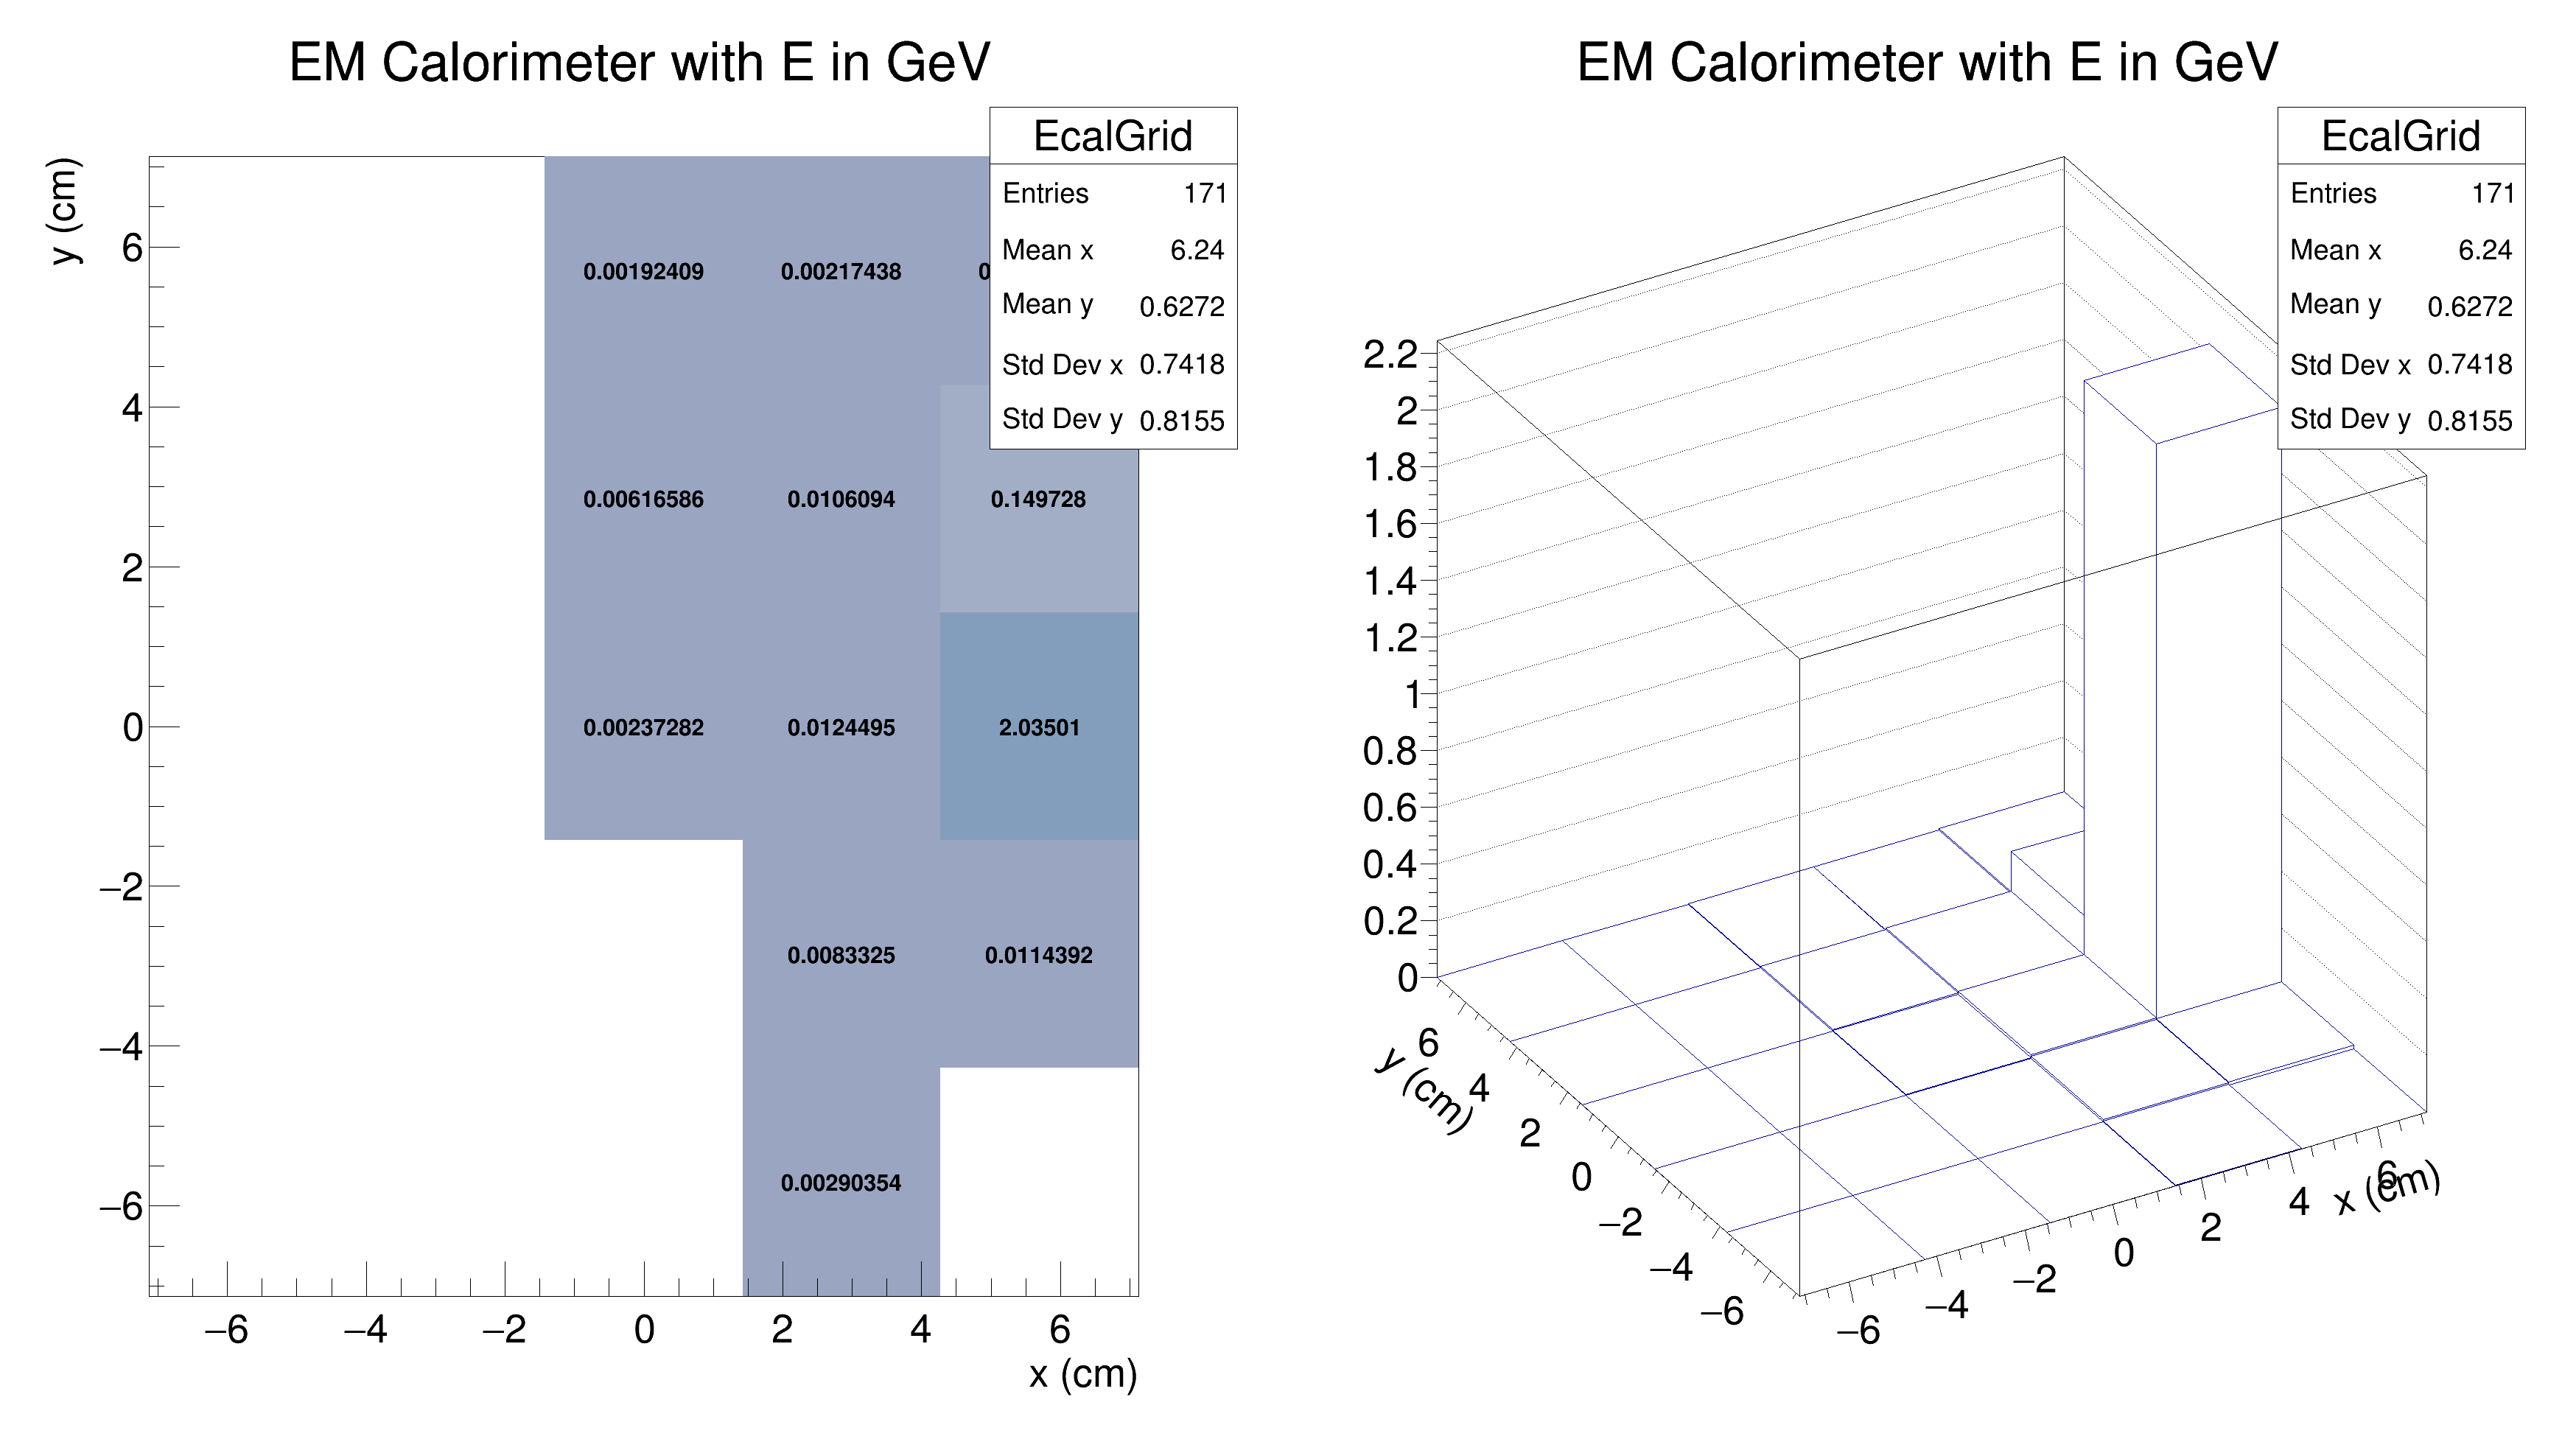 EM Calorimeter with E in GeV
EcalGrid
Entries 171
Mean x 6.24
Mean y 0.6272
Std Dev x 0.7418
Std Dev y 0.8155
y (cm)
6
4
2
0
−2
−4
−6
0.00192409 0.00217438
0.00616586 0.0106094 0.149728
0.00237282 0.0124495 2.03501
0.0083325 0.0114392
0.00290354
−6 −4 −2 0 2 4 6
x (cm)
EM Calorimeter with E in GeV
EcalGrid
Entries 171
Mean x 6.24
Mean y 0.6272
Std Dev x 0.7418
Std Dev y 0.8155
2.2
2
1.8
1.6
1.4
1.2
1
0.8
0.6
0.4
0.2
0
y (cm)
6
4
2
0
−2
−4
−6
−6 −4 −2 0 2 4 6
x (cm)